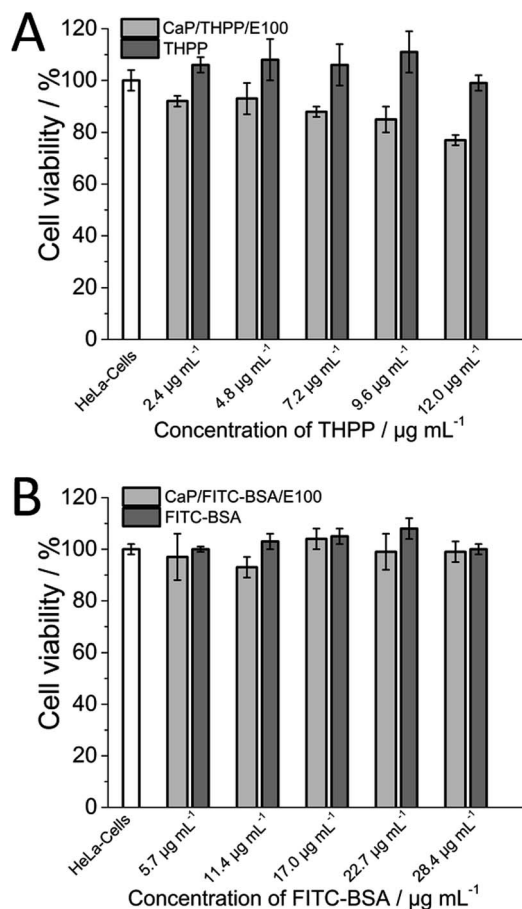 A
CaP/THPP/E100
THPP
Cell viability / %
120
100
80
60
40
20
0
HeLa-Cells
2.4 µg mL⁻¹
4.8 µg mL⁻¹
7.2 µg mL⁻¹
9.6 µg mL⁻¹
12.0 µg mL⁻¹
Concentration of THPP / µg mL⁻¹
B
CaP/FITC-BSA/E100
FITC-BSA
Cell viability / %
120
100
80
60
40
20
0
HeLa-Cells
5.7 µg mL⁻¹
11.4 µg mL⁻¹
17.0 µg mL⁻¹
22.7 µg mL⁻¹
28.4 µg mL⁻¹
Concentration of FITC-BSA / µg mL⁻¹